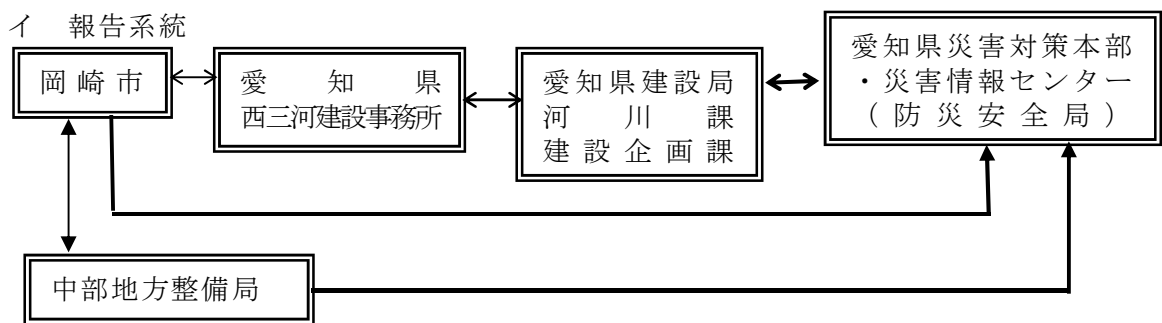 イ 報告系統
岡崎市
愛知県
西三河建設事務所
愛知県建設局
河川課
建設企画課
愛知県災害対策本部
・災害情報センター
(防災安全局)
中部地方整備局